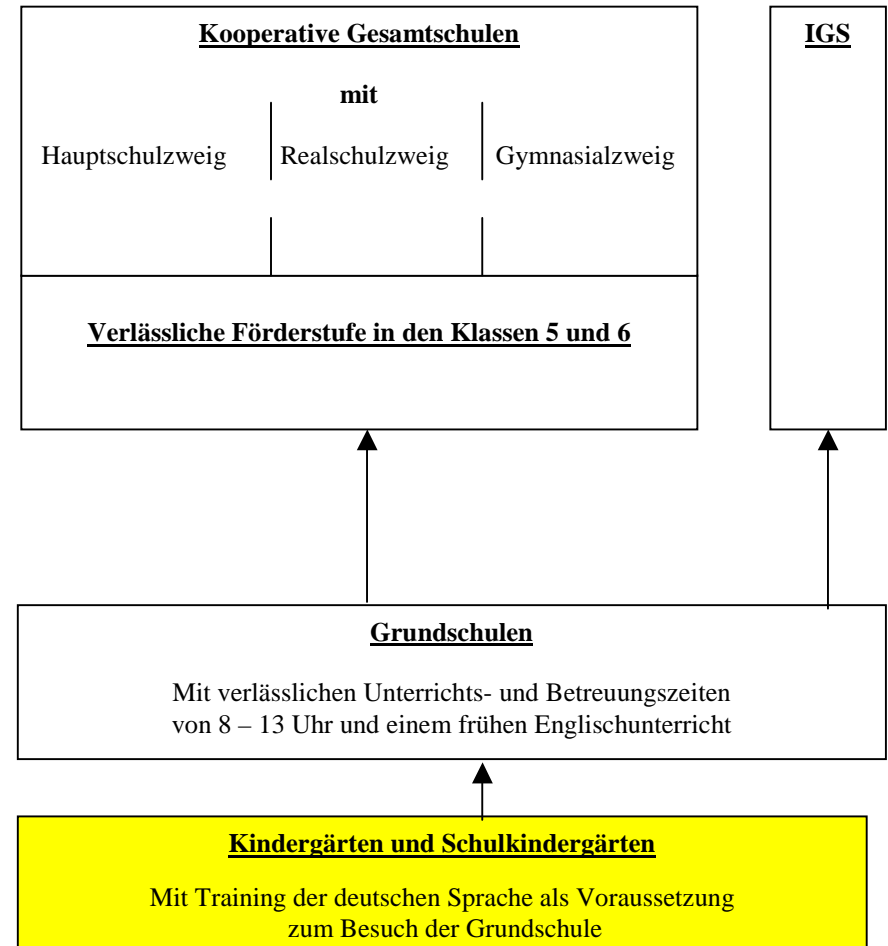 Kooperative Gesamtschulen
mit
Hauptschulzweig
Realschulzweig
Gymnasialzweig
Verlässliche Förderstufe in den Klassen 5 und 6
IGS
Grundschulen
Mit verlässlichen Unterrichts- und Betreuungszeiten
von 8 – 13 Uhr und einem frühen Englischunterricht
Kindergärten und Schulkindergärten
Mit Training der deutschen Sprache als Voraussetzung
zum Besuch der Grundschule